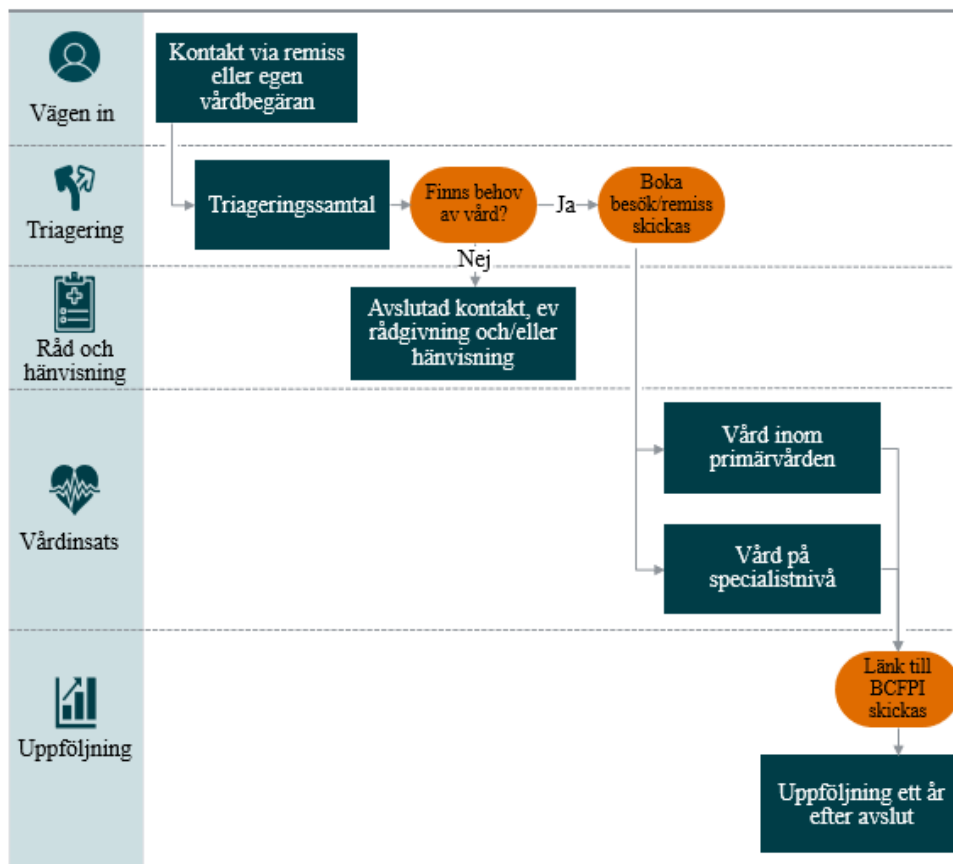 Vägen in
Kontakt via remiss
eller egen
vårdbegäran
Triagering
Triageringssamtal
Finns behov
av vård?
Ja
Boka
besök/remiss
skickas
Nej
Råd och
hänvisning
Avslutad kontakt, ev
rådgivning och/eller
hänvisning
Vårdinsats
Vård inom
primärvården
Vård på
specialistnivå
Uppföljning
Länk till
BCFPI
skickas
Uppföljning ett år
efter avslut